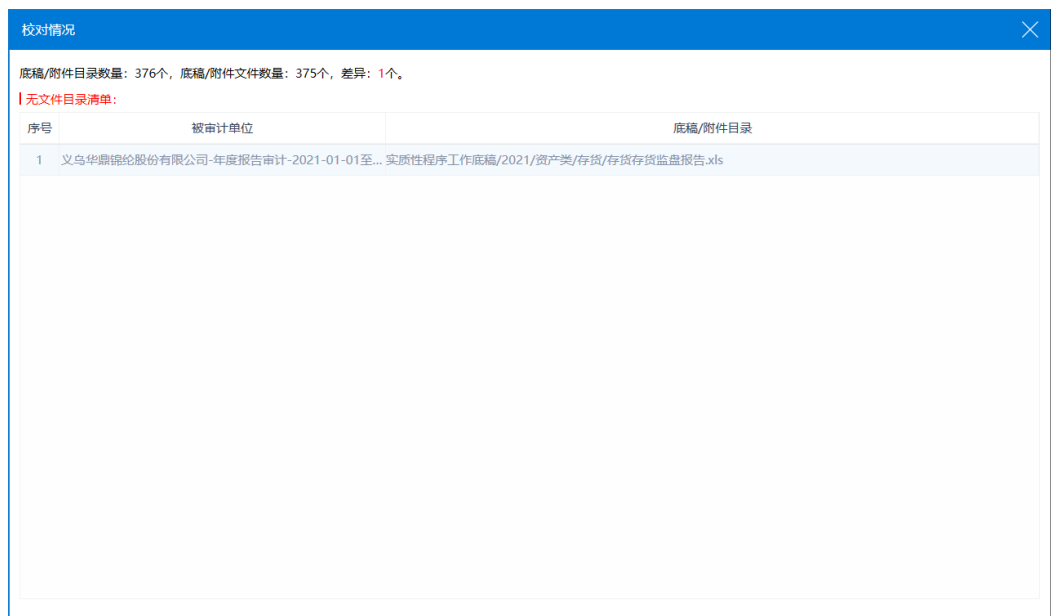 校对情况
底稿/附件目录数量：376个，底稿/附件文件数量：375个，差异：1个。
无文件目录清单：
序号 被审计单位 底稿/附件目录
1 义乌华鼎锦纶股份有限公司-年度报告审计-2021-01-01至... 实质性程序工作底稿/2021/资产类/存货/存货存货监盘报告.xls